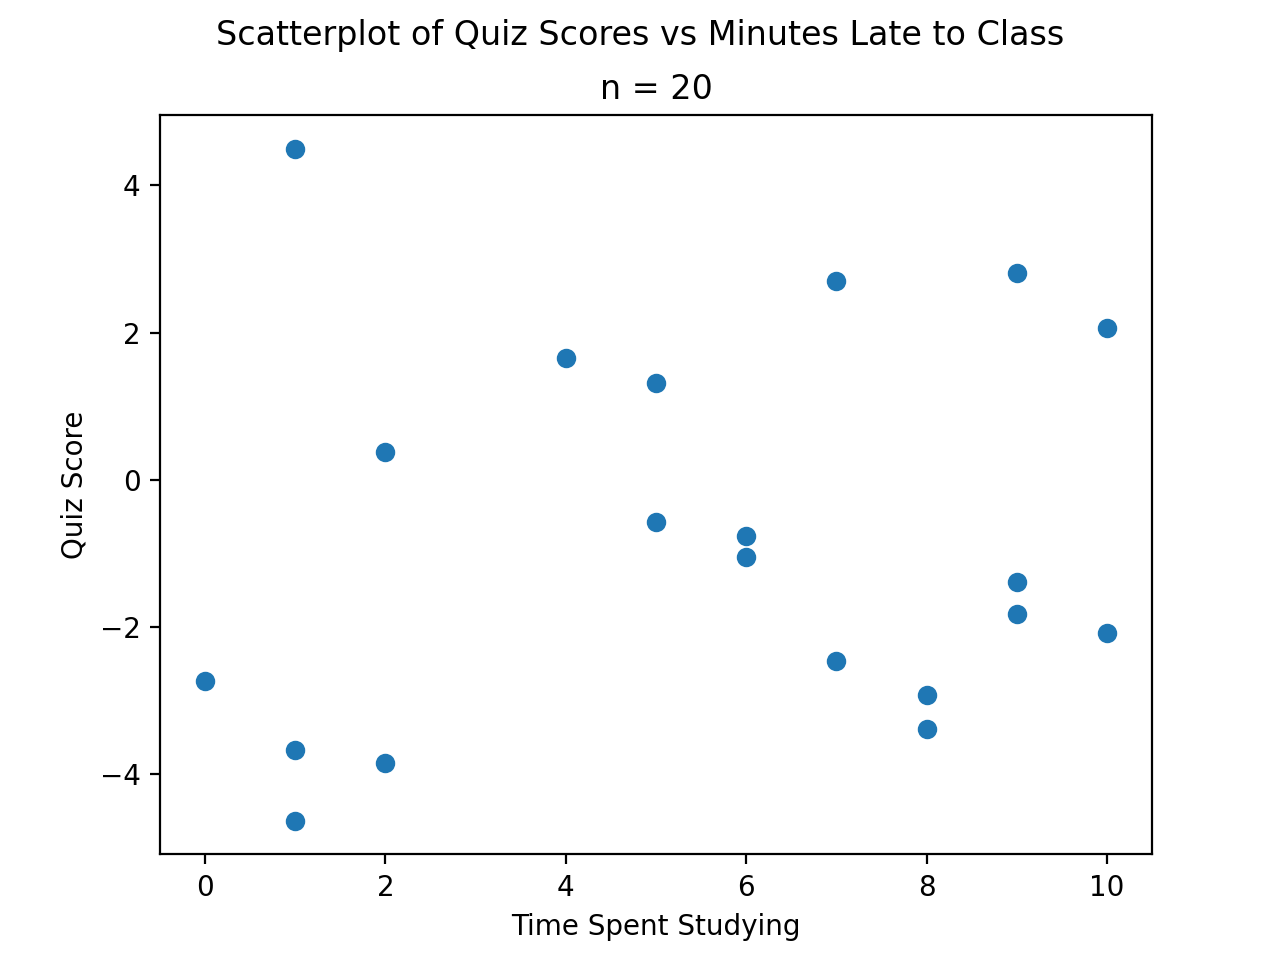 Scatterplot of Quiz Scores vs Minutes Late to Class
n = 20
4
2
0
−2
−4
Quiz Score
0 2 4 6 8 10
Time Spent Studying